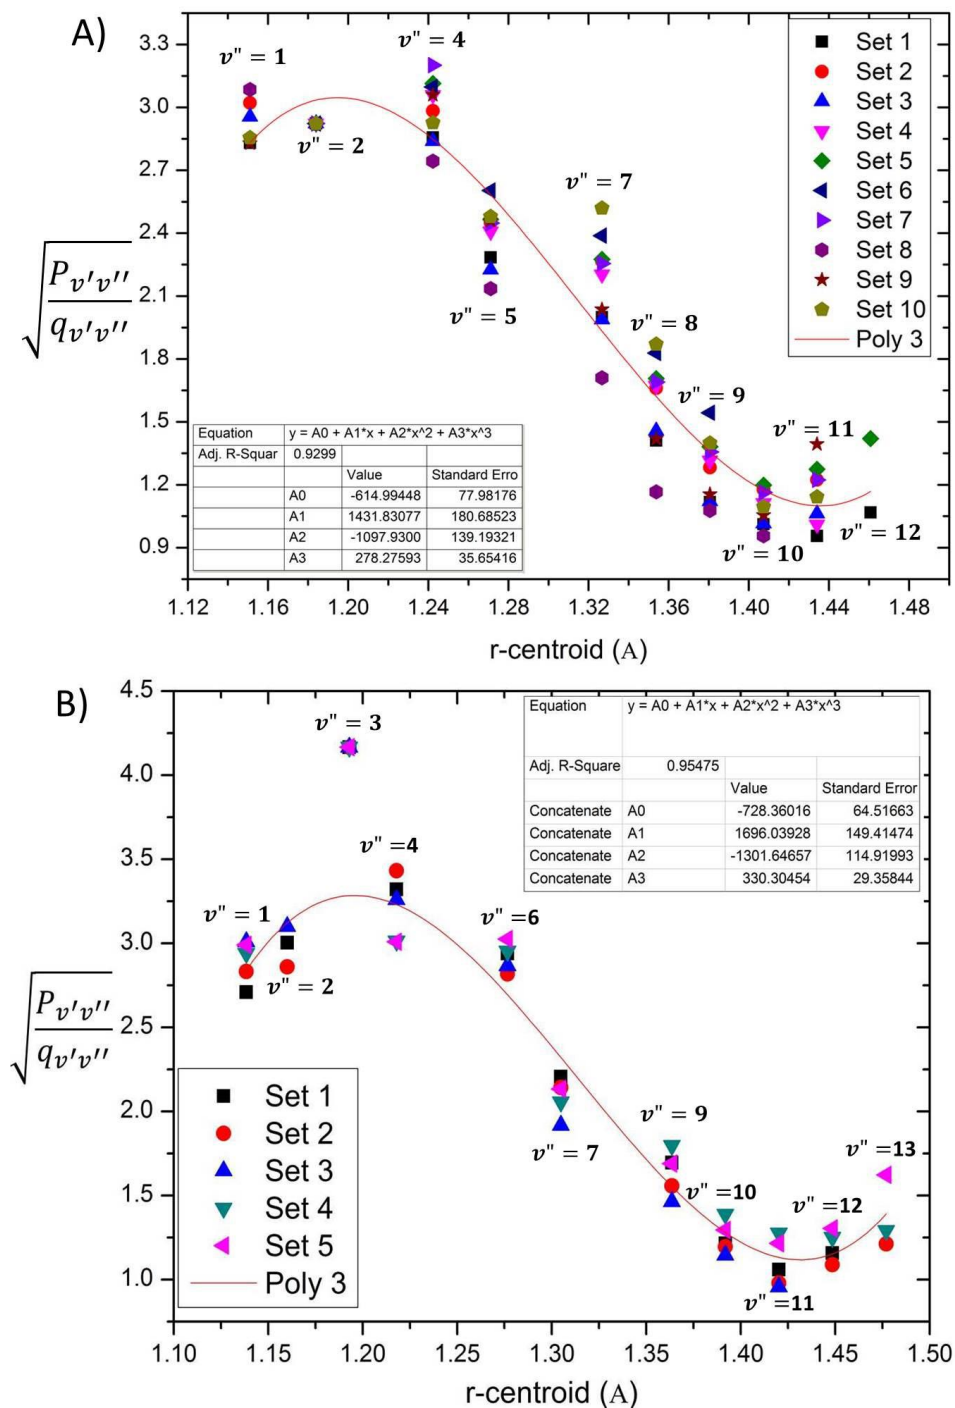 A)
3.3
3.0
2.7
2.4
2.1
1.8
1.5
1.2
0.9
1.12 1.16 1.20 1.24 1.28 1.32 1.36 1.40 1.44 1.48
r-centroid (A)
√(P_{v'v''} / q_{v'v''})
v" = 1
v" = 2
v" = 4
v" = 5
v" = 7
v" = 8
v" = 9
v" = 10
v" = 11
v" = 12
Set 1
Set 2
Set 3
Set 4
Set 5
Set 6
Set 7
Set 8
Set 9
Set 10
Poly 3
Equation y = A0 + A1*x + A2*x^2 + A3*x^3
Adj. R-Squar 0.9299
Value Standard Erro
A0 -614.99448 77.98176
A1 1431.83077 180.68523
A2 -1097.9300 139.19321
A3 278.27593 35.65416
B)
4.5
4.0
3.5
3.0
2.5
2.0
1.5
1.0
1.10 1.15 1.20 1.25 1.30 1.35 1.40 1.45 1.50
r-centroid (A)
√(P_{v'v''} / q_{v'v''})
v" = 1
v" = 2
v" = 3
v" =4
v" =6
v" = 7
v" = 9
v" =10
v" =11
v" =12
v" =13
Equation y = A0 + A1*x + A2*x^2 + A3*x^3
Adj. R-Square 0.95475
Value Standard Error
Concatenate A0 -728.36016 64.51663
Concatenate A1 1696.03928 149.41474
Concatenate A2 -1301.64657 114.91993
Concatenate A3 330.30454 29.35844
Set 1
Set 2
Set 3
Set 4
Set 5
Poly 3